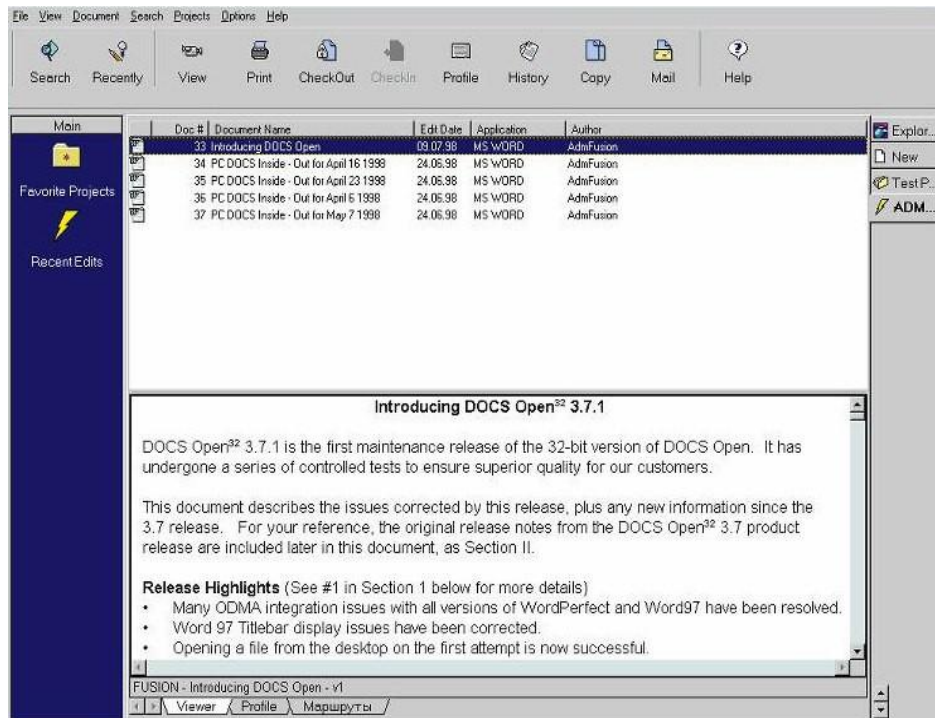 File View Document Search Projects Options Help
Search Recently View Print CheckOut CheckIn Profile History Copy Mail Help
Main
Favorite Projects
Recent Edits
Doc # Document Name Edit Date Application Author
33 Introducing DOCS Open 09.07.98 MS WORD AdmFusion
34 PC DOCS Inside - Out for April 16 1998 24.06.98 MS WORD AdmFusion
35 PC DOCS Inside - Out for April 23 1998 24.06.98 MS WORD AdmFusion
36 PC DOCS Inside - Out for April 6 1998 24.06.98 MS WORD AdmFusion
37 PC DOCS Inside - Out for May 7 1998 24.06.98 MS WORD AdmFusion
Explor...
New
Test P...
ADM...
Introducing DOCS Open³² 3.7.1
DOCS Open³² 3.7.1 is the first maintenance release of the 32-bit version of DOCS Open. It has
undergone a series of controlled tests to ensure superior quality for our customers.
This document describes the issues corrected by this release, plus any new information since the
3.7 release. For your reference, the original release notes from the DOCS Open³² 3.7 product
release are included later in this document, as Section II.
Release Highlights (See #1 in Section 1 below for more details)
• Many ODMA integration issues with all versions of WordPerfect and Word97 have been resolved.
• Word 97 Titlebar display issues have been corrected.
• Opening a file from the desktop on the first attempt is now successful.
FUSION - Introducing DOCS Open - v1
Viewer Profile Маршруты